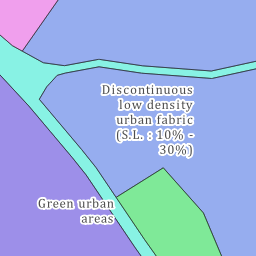 Discontinuous
low density
urban fabric
(S.L. : 10% -
30%)
Green urban
areas